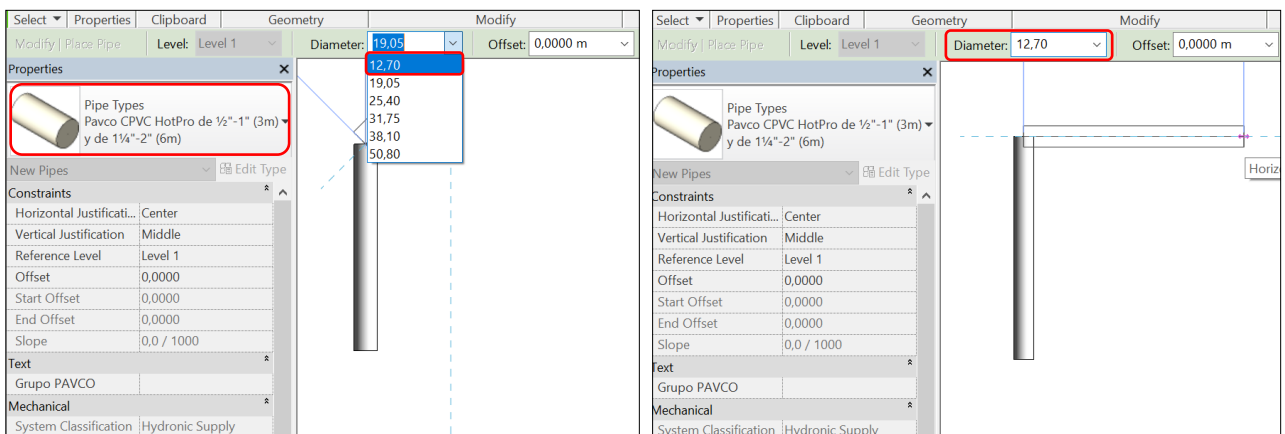 Select ▼ Properties Clipboard Geometry Modify
Modify | Place Pipe Level: Level 1 Diameter: 19,05 Offset: 0,0000 m
12,70
19,05
25,40
31,75
38,10
50,80
Properties
Pipe Types
Pavco CPVC HotPro de ½"-1" (3m)
y de 1¼"-2" (6m)
New Pipes Edit Type
Constraints
Horizontal Justificati... Center
Vertical Justification Middle
Reference Level Level 1
Offset 0,0000
Start Offset 0,0000
End Offset 0,0000
Slope 0,0 / 1000
Text
Grupo PAVCO
Mechanical
System Classification Hydronic Supply
Select ▼ Properties Clipboard Geometry Modify
Modify | Place Pipe Level: Level 1 Diameter: 12,70 Offset: 0,0000 m
Properties
Pipe Types
Pavco CPVC HotPro de ½"-1" (3m)
y de 1¼"-2" (6m)
Horiz
New Pipes Edit Type
Constraints
Horizontal Justificati... Center
Vertical Justification Middle
Reference Level Level 1
Offset 0,0000
Start Offset 0,0000
End Offset 0,0000
Slope 0,0 / 1000
Text
Grupo PAVCO
Mechanical
System Classification Hydronic Supply